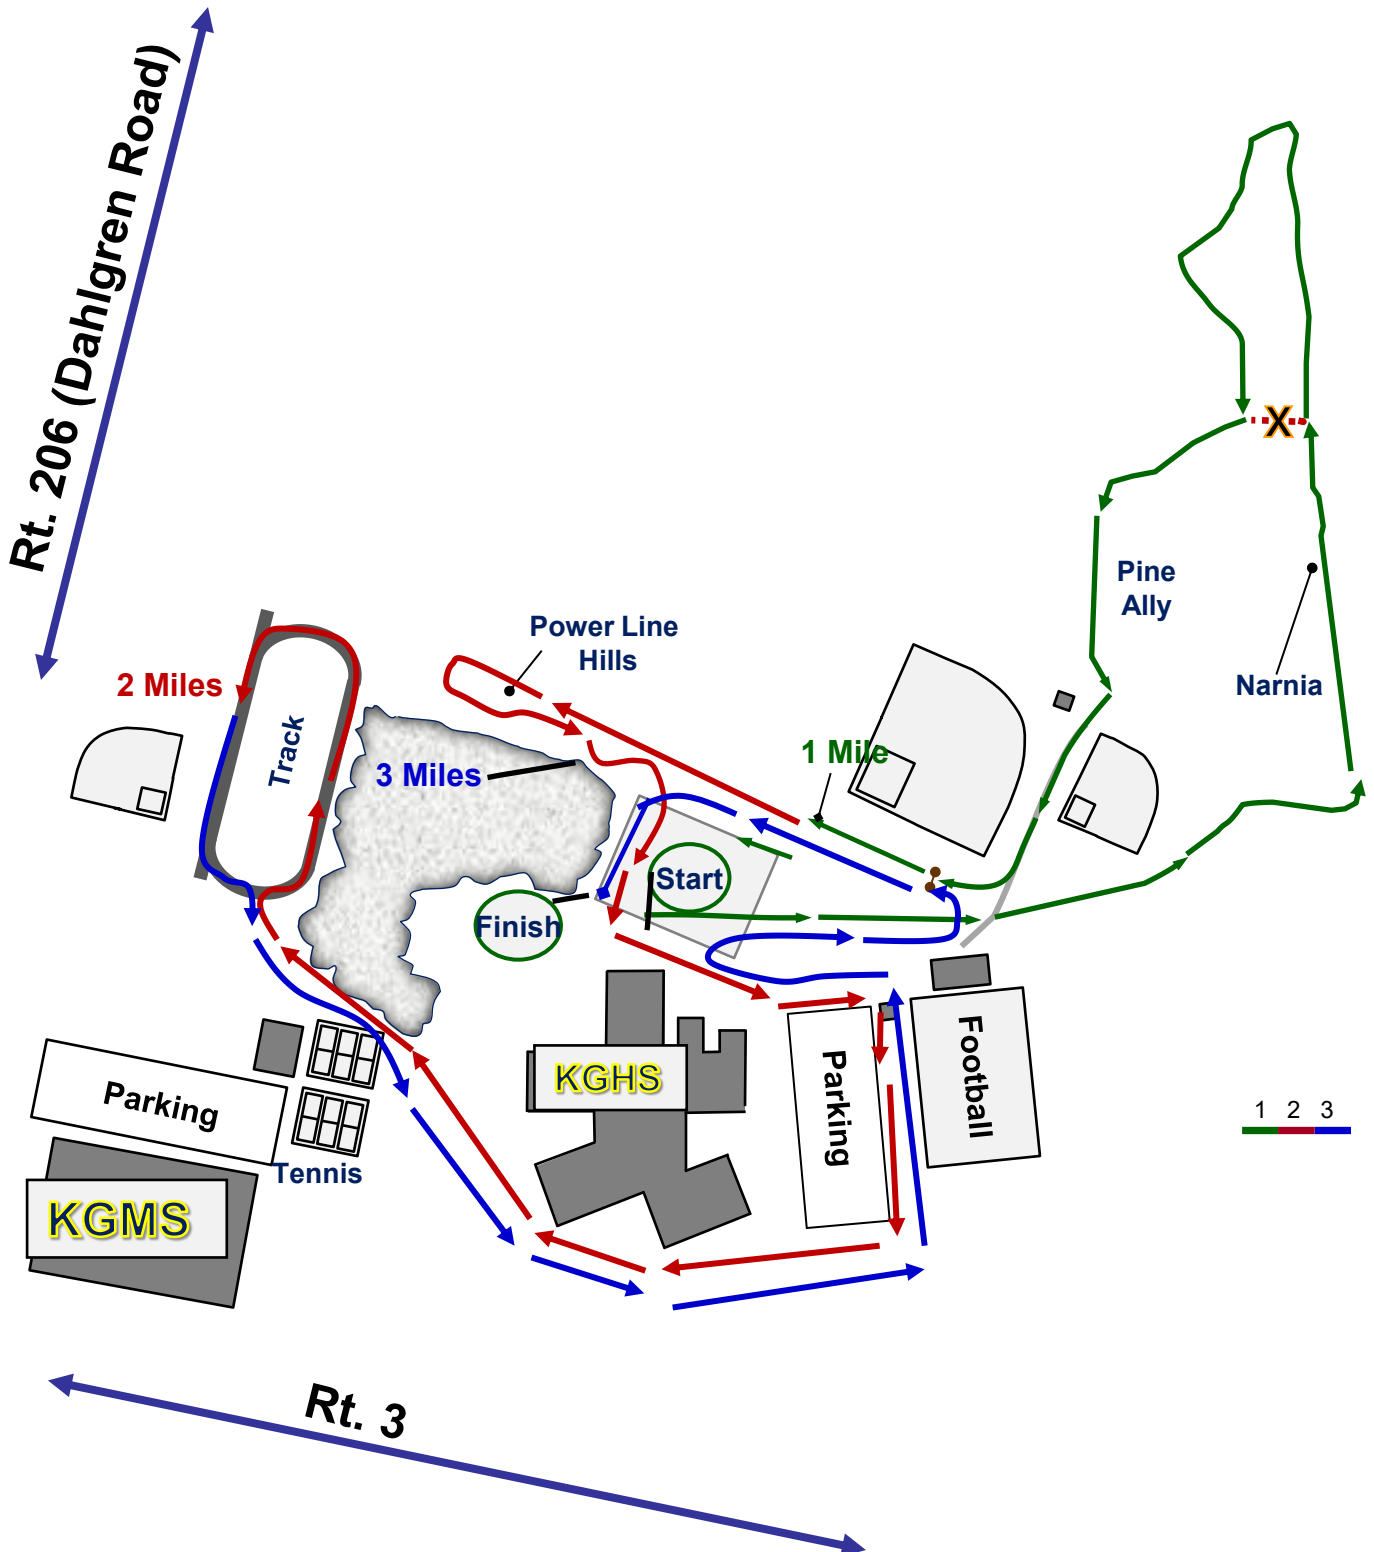 Rt. 206 (Dahlgren Road)
Pine
Ally
Power Line
Hills
2 Miles
Narnia
Track
1 Mile
3 Miles
Start
Finish
Football
KGHS
Parking
Parking
1 2 3
Tennis
KGMS
Rt. 3
X